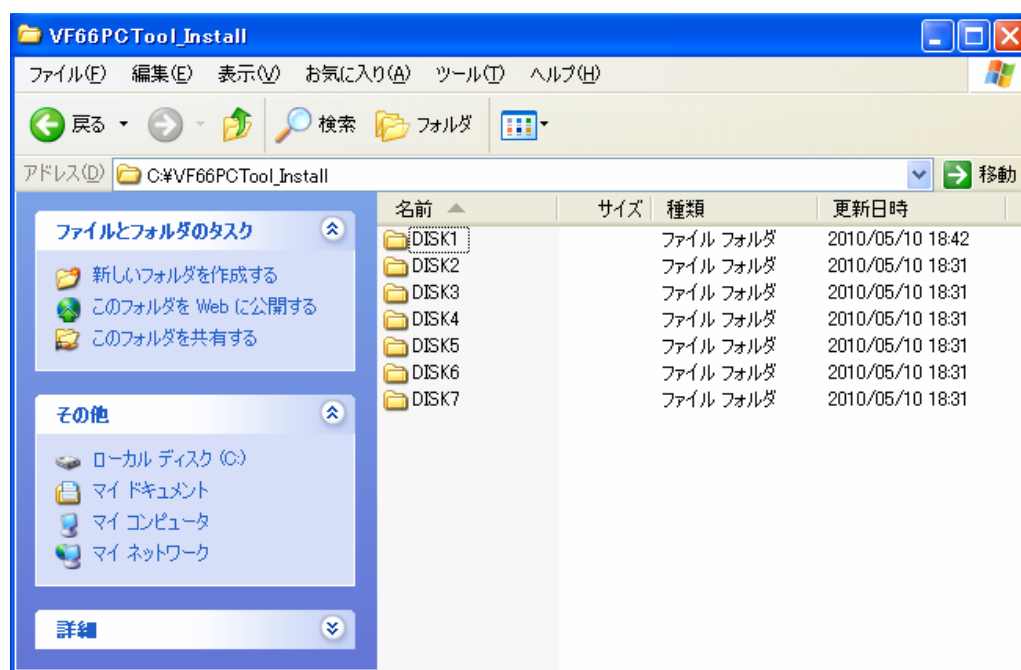 VF66PCTool_Install
ファイル(F) 編集(E) 表示(V) お気に入り(A) ツール(T) ヘルプ(H)
戻る 検索 フォルダ
アドレス(D) C:¥VF66PCTool_Install 移動
ファイルとフォルダのタスク
新しいフォルダを作成する
このフォルダを Web に公開する
このフォルダを共有する
その他
ローカル ディスク (C:)
マイ ドキュメント
マイ コンピュータ
マイ ネットワーク
詳細
名前 サイズ 種類 更新日時
DISK1 ファイル フォルダ 2010/05/10 18:42
DISK2 ファイル フォルダ 2010/05/10 18:31
DISK3 ファイル フォルダ 2010/05/10 18:31
DISK4 ファイル フォルダ 2010/05/10 18:31
DISK5 ファイル フォルダ 2010/05/10 18:31
DISK6 ファイル フォルダ 2010/05/10 18:31
DISK7 ファイル フォルダ 2010/05/10 18:31